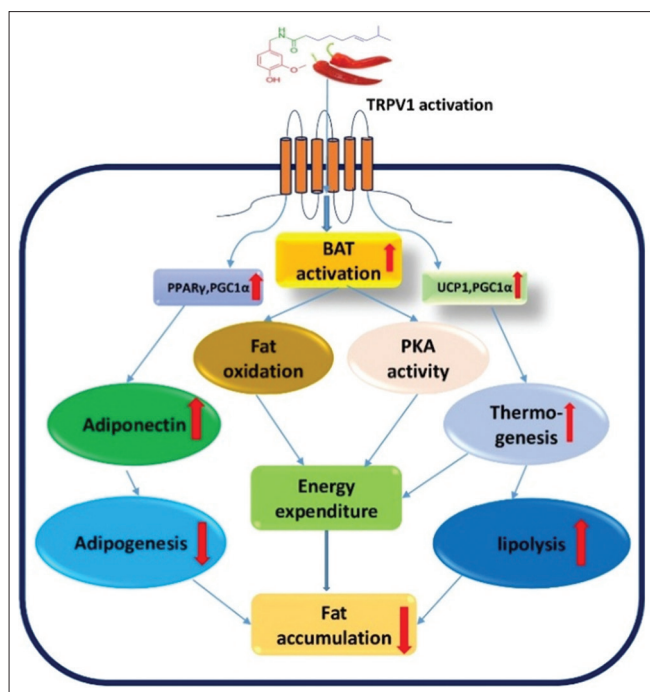 H
N
O
O
OH
TRPV1 activation
BAT
activation
PPARγ,PGC1α
UCP1,PGC1α
Fat
oxidation
PKA
activity
Adiponectin
Thermo-
genesis
Energy
expenditure
Adipogenesis
lipolysis
Fat
accumulation